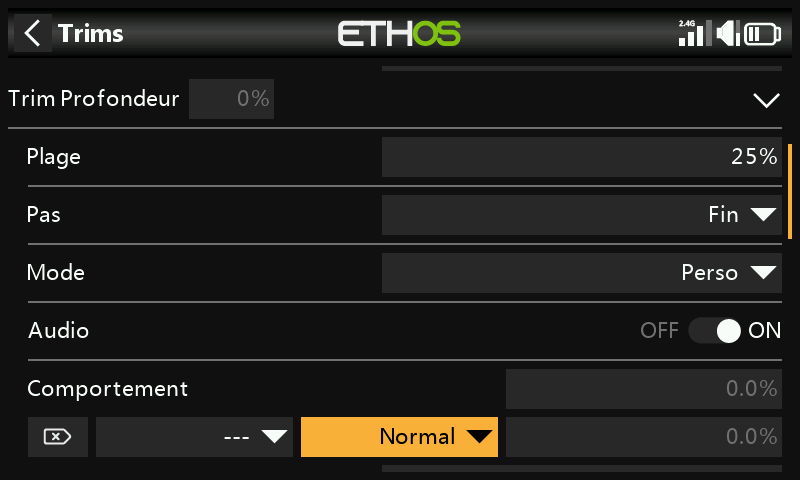 Trims ETHOS 2.4G
Trim Profondeur 0%
Plage 25%
Pas Fin
Mode Perso
Audio OFF ON
Comportement 0.0%
--- Normal 0.0%